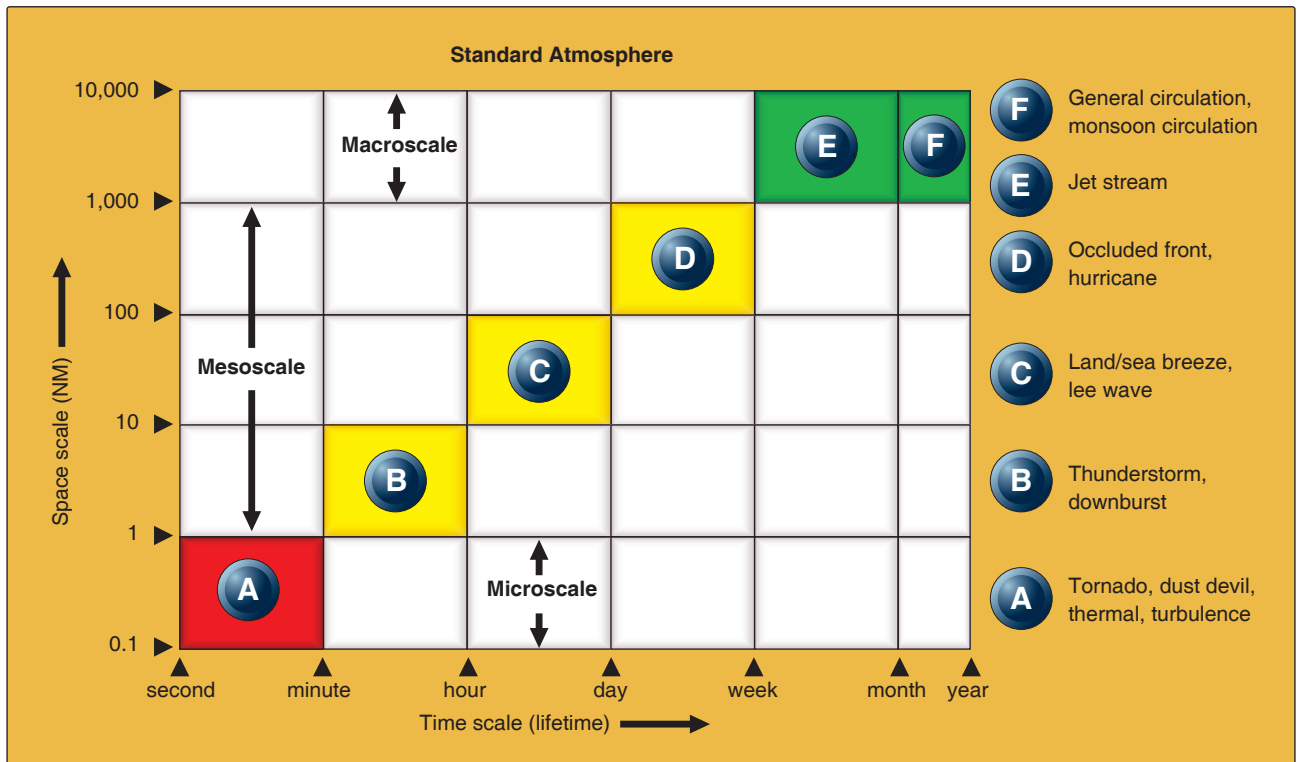 Standard Atmosphere
10,000
1,000
100
10
1
0.1
Space scale (NM)
Macroscale
Mesoscale
Microscale
E
F
D
C
B
A
second
minute
hour
day
week
month
year
Time scale (lifetime)
F
General circulation,
monsoon circulation
E
Jet stream
D
Occluded front,
hurricane
C
Land/sea breeze,
lee wave
B
Thunderstorm,
downburst
A
Tornado, dust devil,
thermal, turbulence